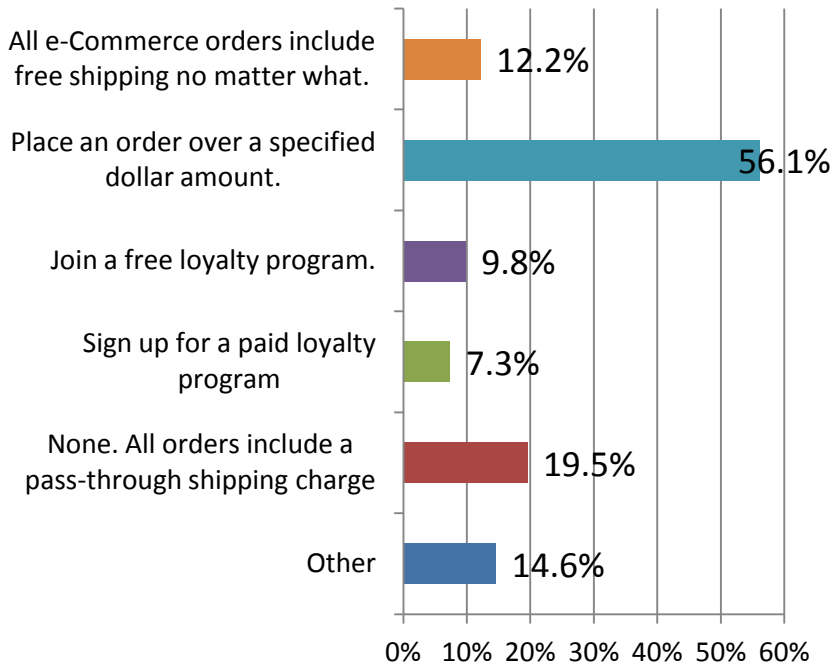 All e-Commerce orders include
free shipping no matter what.
12.2%
Place an order over a specified
dollar amount.
56.1%
Join a free loyalty program.
9.8%
Sign up for a paid loyalty
program
7.3%
None. All orders include a
pass-through shipping charge
19.5%
Other
14.6%
0% 10% 20% 30% 40% 50% 60%